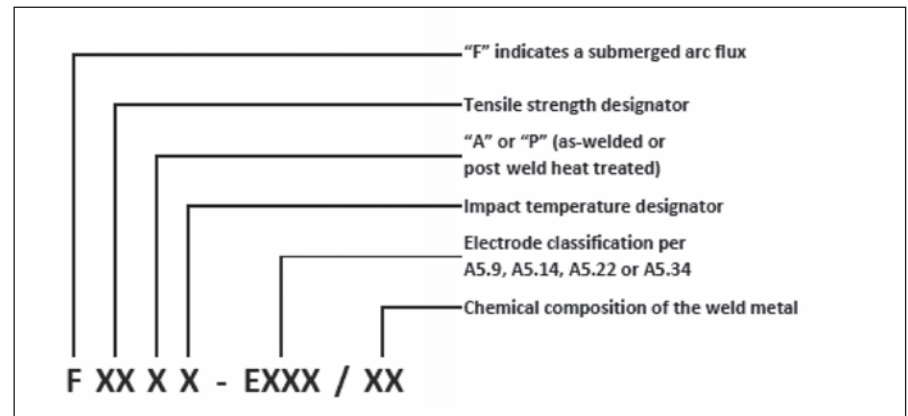 “F” indicates a submerged arc flux
Tensile strength designator
“A” or “P” (as-welded or
post weld heat treated)
Impact temperature designator
Electrode classification per
A5.9, A5.14, A5.22 or A5.34
Chemical composition of the weld metal
F XX X X - EXXX / XX